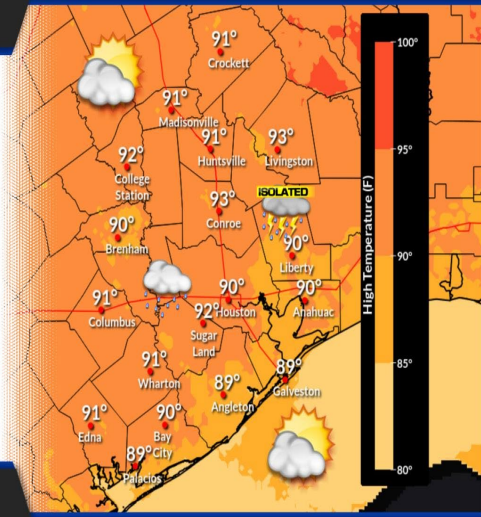 91°
Crockett
91°
Madisonville
91°
Huntsville
93°
Livingston
92°
College
Station
93°
Conroe
ISOLATED
90°
Brenham
90°
Liberty
91°
Columbus
90°
Houston
90°
Anahuac
92°
Sugar
Land
91°
Wharton
89°
Angleton
89°
Galveston
91°
Edna
90°
Bay
City
89°
Palacios
High Temperature (F)
100°
95°
90°
85°
80°